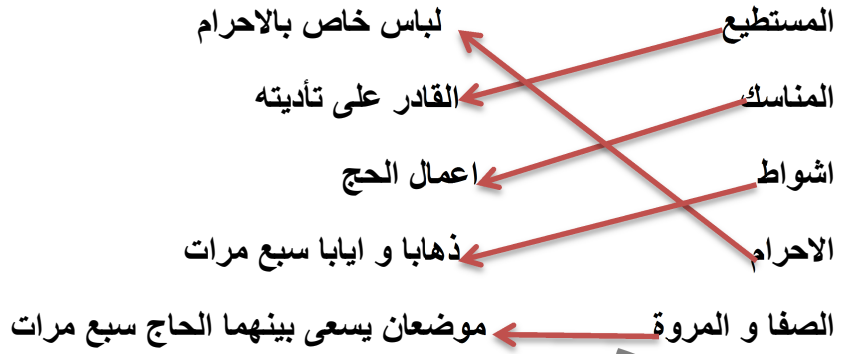 المستطيع لباس خاص بالاحرام
المناسك القادر على تأديته
اشواط اعمال الحج
الاحرام ذهابا و ايابا سبع مرات
الصفا و المروة موضعان يسعى بينهما الحاج سبع مرات